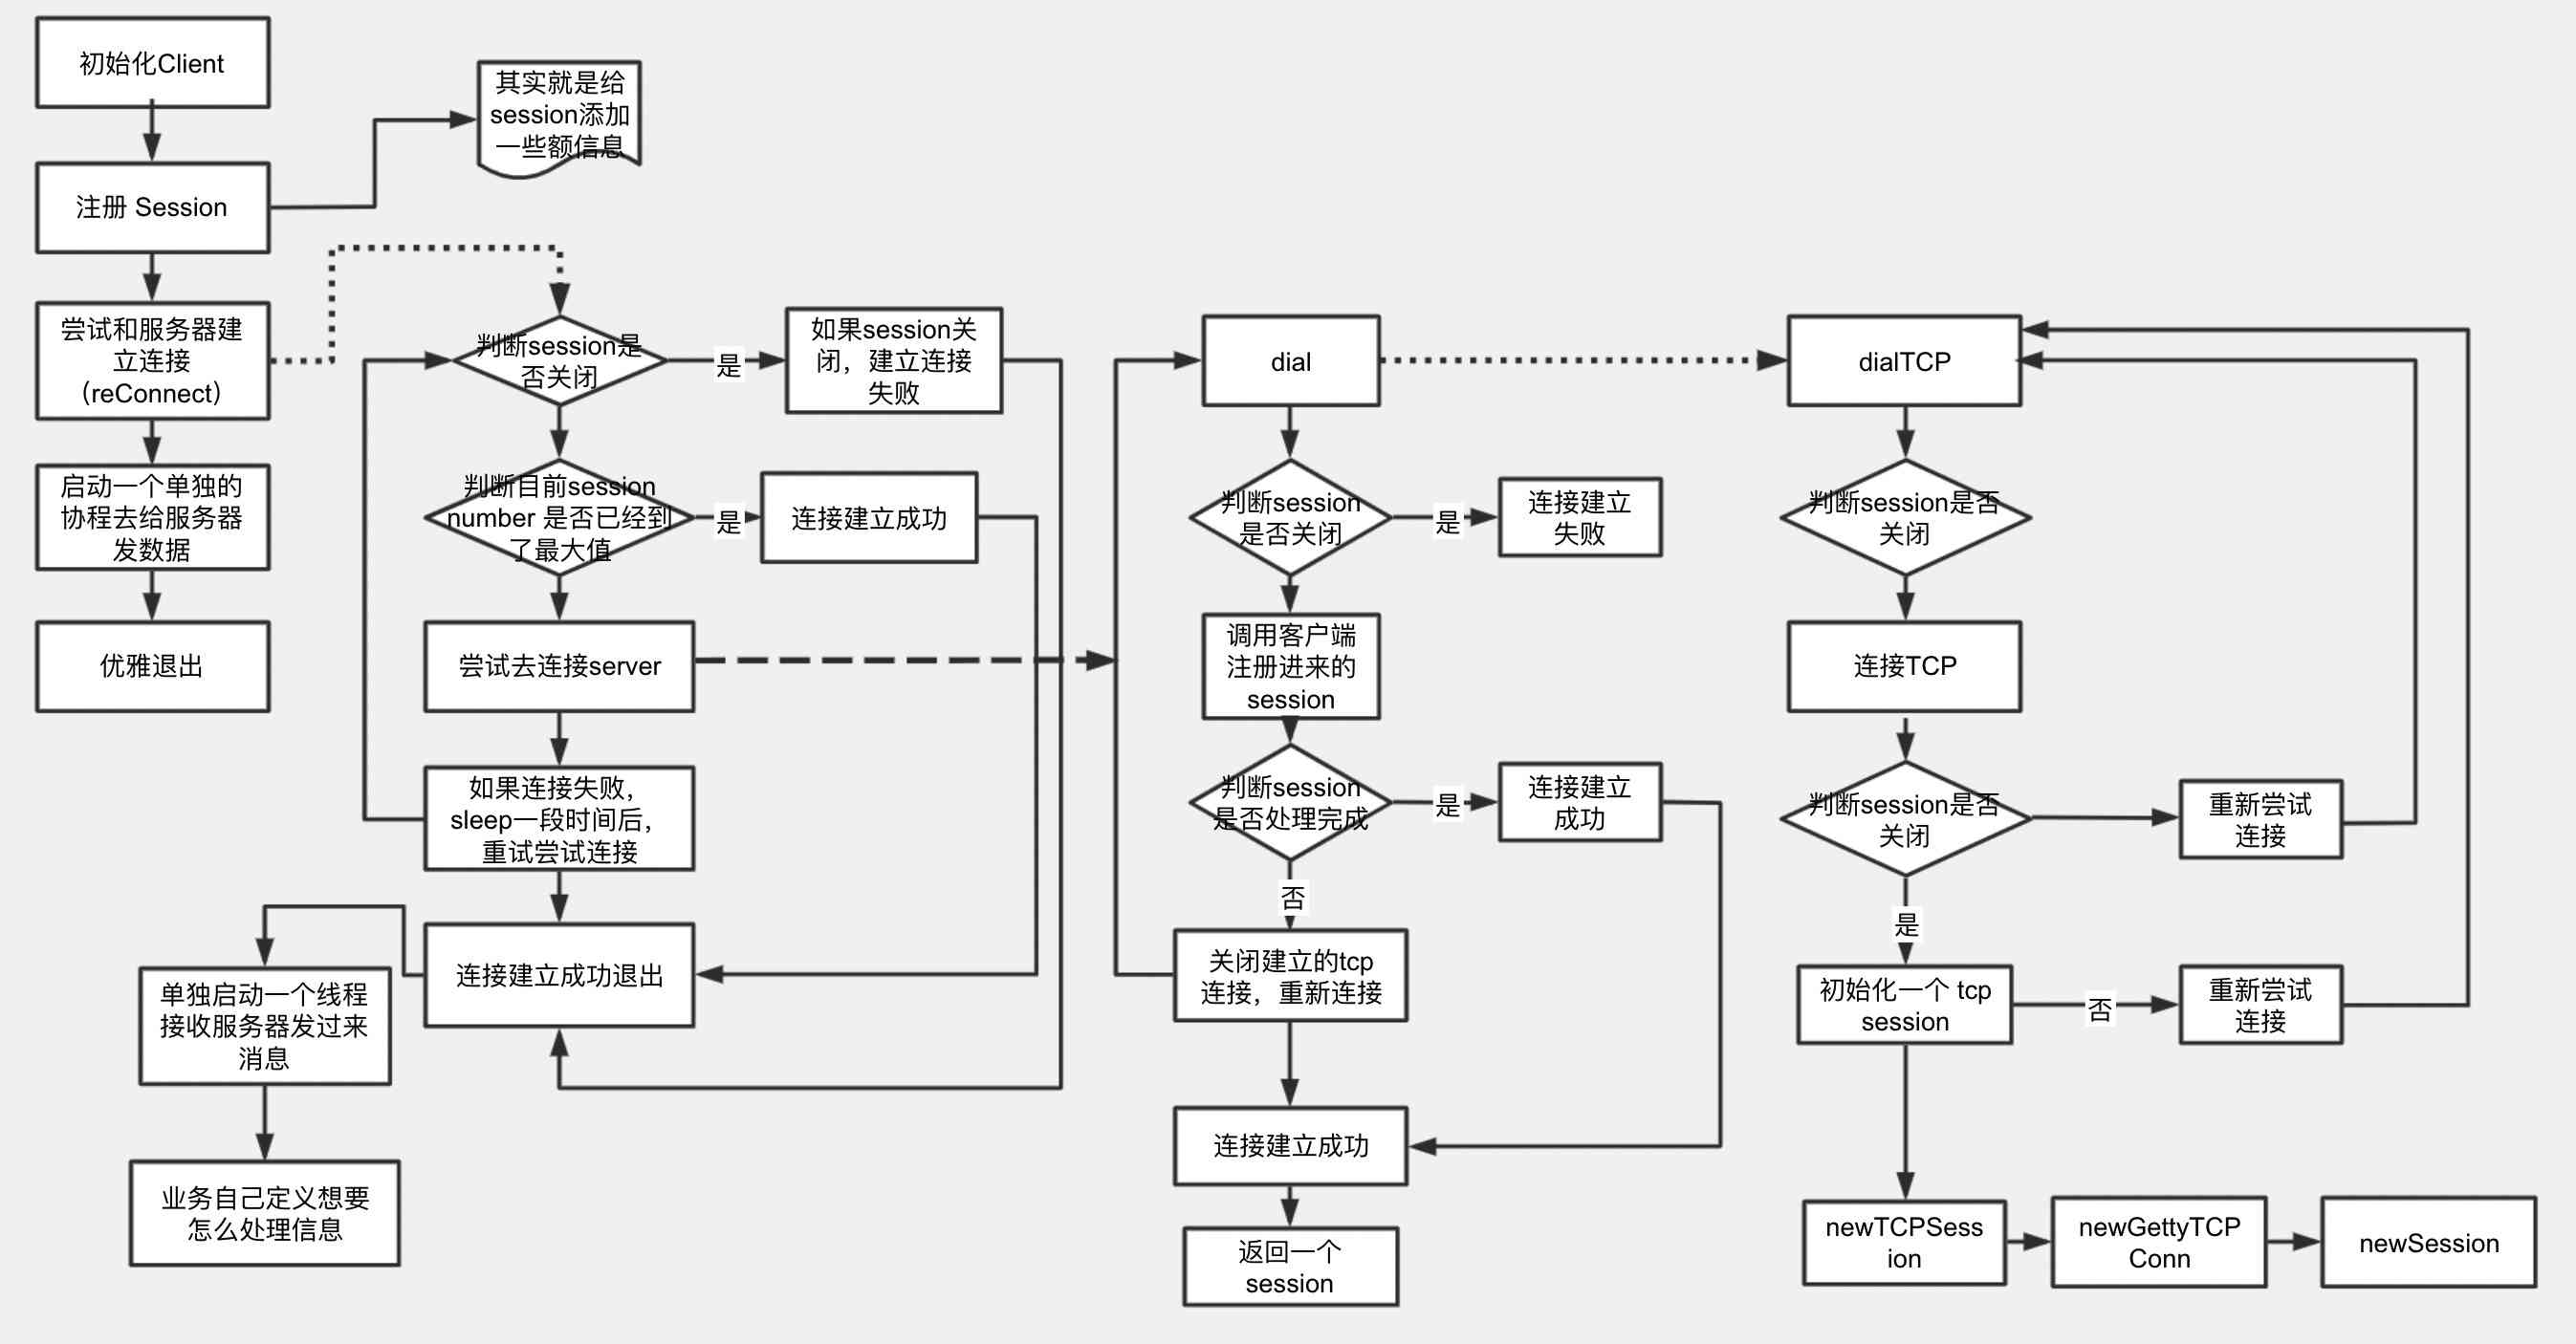 初始化Client
其实就是给
session添加
一些额信息
注册 Session
尝试和服务器建
立连接
（reConnect）
启动一个单独的
协程去给服务器
发数据
优雅退出
判断session是
否关闭
是
如果session关
闭，建立连接
失败
判断目前session
number 是否已经到
了最大值
是
连接建立成功
尝试去连接server
如果连接失败，
sleep一段时间后，
重试尝试连接
连接建立成功退出
单独启动一个线程
接收服务器发过来
消息
业务自己定义想要
怎么处理信息
dial
判断session
是否关闭
是
连接建立
失败
调用客户端
注册进来的
session
判断session
是否处理完成
是
连接建立
成功
否
关闭建立的tcp
连接，重新连接
连接建立成功
返回一个
session
dialTCP
判断session是否
关闭
连接TCP
判断session是否
关闭
重新尝试
连接
是
初始化一个 tcp
session
否
重新尝试
连接
newTCPSess
ion
newGettyTCP
Conn
newSession